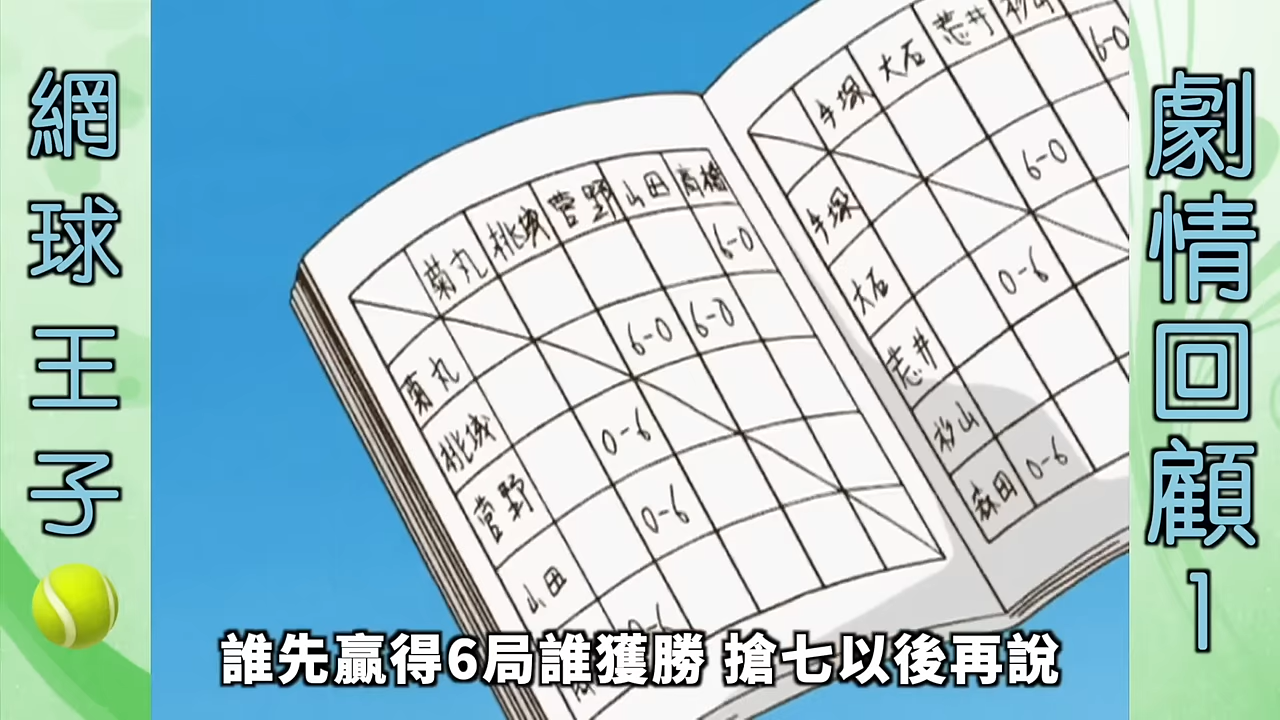 網球王子
菊丸 桃城 菅野 山田 高橋
6-0
菊丸 6-0 6-0
桃城 0-6
菅野 0-6
山田 0-6
手塚 大石 荒井 杉山
6-0
手塚 6-0
大石 0-6
荒井
杉山
森田 0-6
劇情回顧1
誰先贏得6局誰獲勝 搶七以後再說